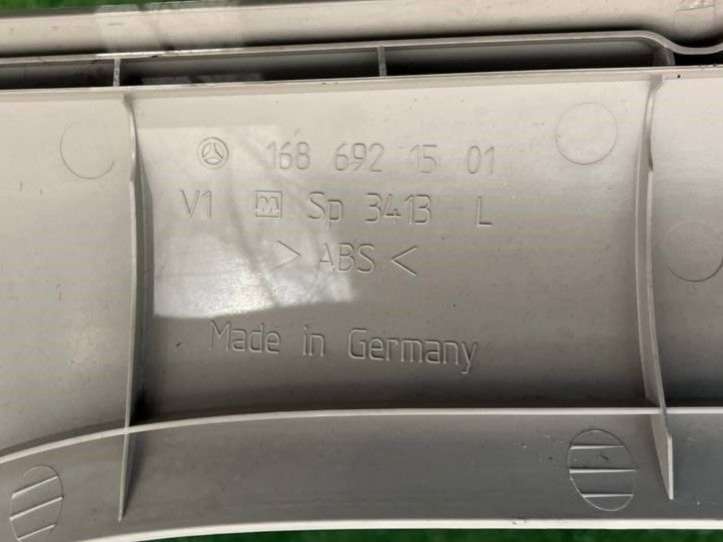 168 692 15 01
V1 M Sp 3413 L
> ABS <
Made in Germany